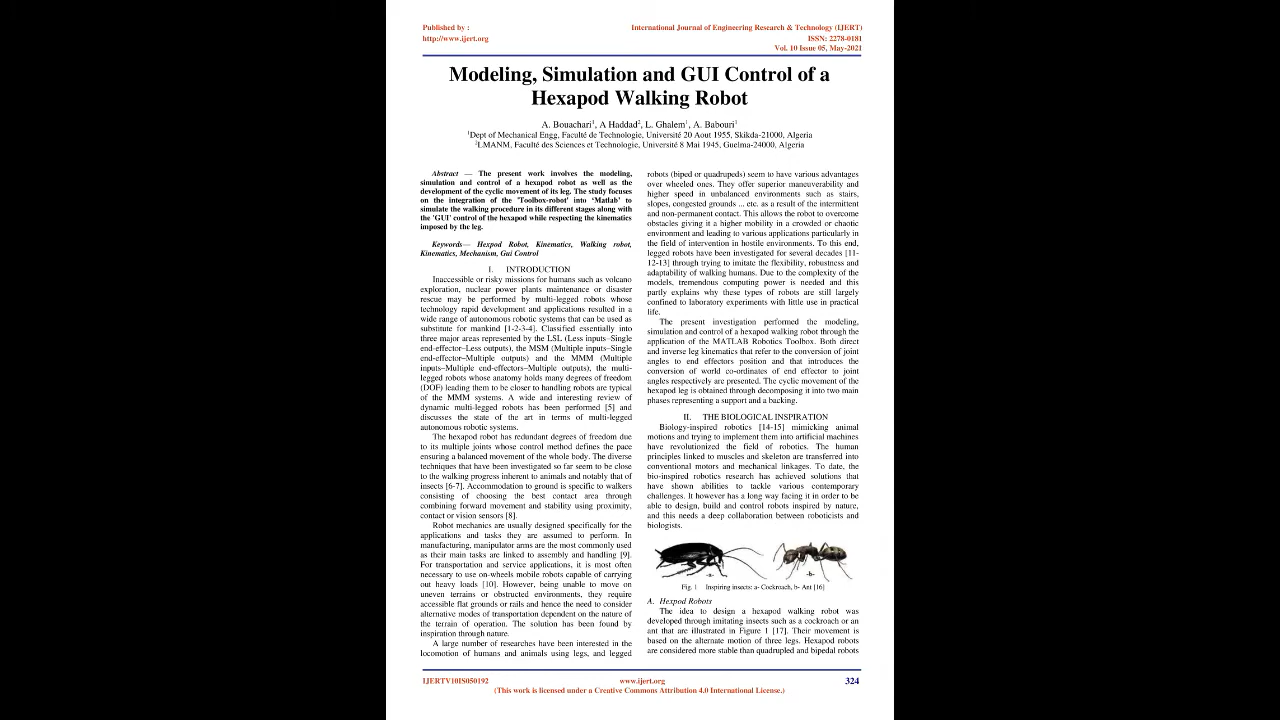 Published by :
http://www.ijert.org
International Journal of Engineering Research & Technology (IJERT)
ISSN: 2278-0181
Vol. 10 Issue 05, May-2021
Modeling, Simulation and GUI Control of a
Hexapod Walking Robot
A. Bouachari1, A Haddad2, L. Ghalem1, A. Babouri1
1Dept of Mechanical Engg, Faculté de Technologie, Université 20 Aout 1955, Skikda-21000, Algeria
2LMANM, Faculté des Sciences et Technologie, Université 8 Mai 1945, Guelma-24000, Algeria
Abstract — The present work involves the modeling,
simulation and control of a hexapod robot as well as the
development of the cyclic movement of its leg. The study focuses
on the integration of the 'Toolbox-robot' into ‘Matlab’ to
simulate the walking procedure in its different stages along with
the 'GUI' control of the hexapod while respecting the kinematics
imposed by the leg.
Keywords— Hexpod Robot, Kinematics, Walking robot,
Kinematics, Mechanism, Gui Control
I. INTRODUCTION
Inaccessible or risky missions for humans such as volcano
exploration, nuclear power plants maintenance or disaster
rescue may be performed by multi-legged robots whose
technology rapid development and applications resulted in a
wide range of autonomous robotic systems that can be used as
substitute for mankind [1-2-3-4]. Classified essentially into
three major areas represented by the LSL (Less inputs–Single
end-effector–Less outputs), the MSM (Multiple inputs–Single
end-effector–Multiple outputs) and the MMM (Multiple
inputs–Multiple end-effectors–Multiple outputs), the multi-
legged robots whose anatomy holds many degrees of freedom
(DOF) leading them to be closer to handling robots are typical
of the MMM systems. A wide and interesting review of
dynamic multi-legged robots has been performed [5] and
discusses the state of the art in terms of multi-legged
autonomous robotic systems.
The hexapod robot has redundant degrees of freedom due
to its multiple joints whose control method defines the pace
ensuring a balanced movement of the whole body. The diverse
techniques that have been investigated so far seem to be close
to the walking progress inherent to animals and notably that of
insects [6-7]. Accommodation to ground is specific to walkers
consisting of choosing the best contact area through
combining forward movement and stability using proximity,
contact or vision sensors [8].
Robot mechanics are usually designed specifically for the
applications and tasks they are assumed to perform. In
manufacturing, manipulator arms are the most commonly used
as their main tasks are linked to assembly and handling [9].
For transportation and service applications, it is most often
necessary to use on-wheels mobile robots capable of carrying
out heavy loads [10]. However, being unable to move on
uneven terrains or obstructed environments, they require
accessible flat grounds or rails and hence the need to consider
alternative modes of transportation dependent on the nature of
the terrain of operation. The solution has been found by
inspiration through nature.
A large number of researches have been interested in the
locomotion of humans and animals using legs, and legged
robots (biped or quadrupeds) seem to have various advantages
over wheeled ones. They offer superior maneuverability and
higher speed in unbalanced environments such as stairs,
slopes, congested grounds ... etc. as a result of the intermittent
and non-permanent contact. This allows the robot to overcome
obstacles giving it a higher mobility in a crowded or chaotic
environment and leading to various applications particularly in
the field of intervention in hostile environments. To this end,
legged robots have been investigated for several decades [11-
12-13] through trying to imitate the flexibility, robustness and
adaptability of walking humans. Due to the complexity of the
models, tremendous computing power is needed and this
partly explains why these types of robots are still largely
confined to laboratory experiments with little use in practical
life.
The present investigation performed the modeling,
simulation and control of a hexapod walking robot through the
application of the MATLAB Robotics Toolbox. Both direct
and inverse leg kinematics that refer to the conversion of joint
angles to end effectors position and that introduces the
conversion of world co-ordinates of end effector to joint
angles respectively are presented. The cyclic movement of the
hexapod leg is obtained through decomposing it into two main
phases representing a support and a backing.
II. THE BIOLOGICAL INSPIRATION
Biology-inspired robotics [14-15] mimicking animal
motions and trying to implement them into artificial machines
have revolutionized the field of robotics. The human
principles linked to muscles and skeleton are transferred into
conventional motors and mechanical linkages. To date, the
bio-inspired robotics research has achieved solutions that
have shown abilities to tackle various contemporary
challenges. It however has a long way facing it in order to be
able to design, build and control robots inspired by nature,
and this needs a deep collaboration between roboticists and
biologists.
-a-
-b-
Fig. 1 Inspiring insects: a- Cockroach, b- Ant [16]
A. Hexpod Robots
The idea to design a hexapod walking robot was
developed through imitating insects such as a cockroach or an
ant that are illustrated in Figure 1 [17]. Their movement is
based on the alternate motion of three legs. Hexapod robots
are considered more stable than quadrupled and bipedal robots
IJERTV10IS050192
www.ijert.org
324
(This work is licensed under a Creative Commons Attribution 4.0 International License.)